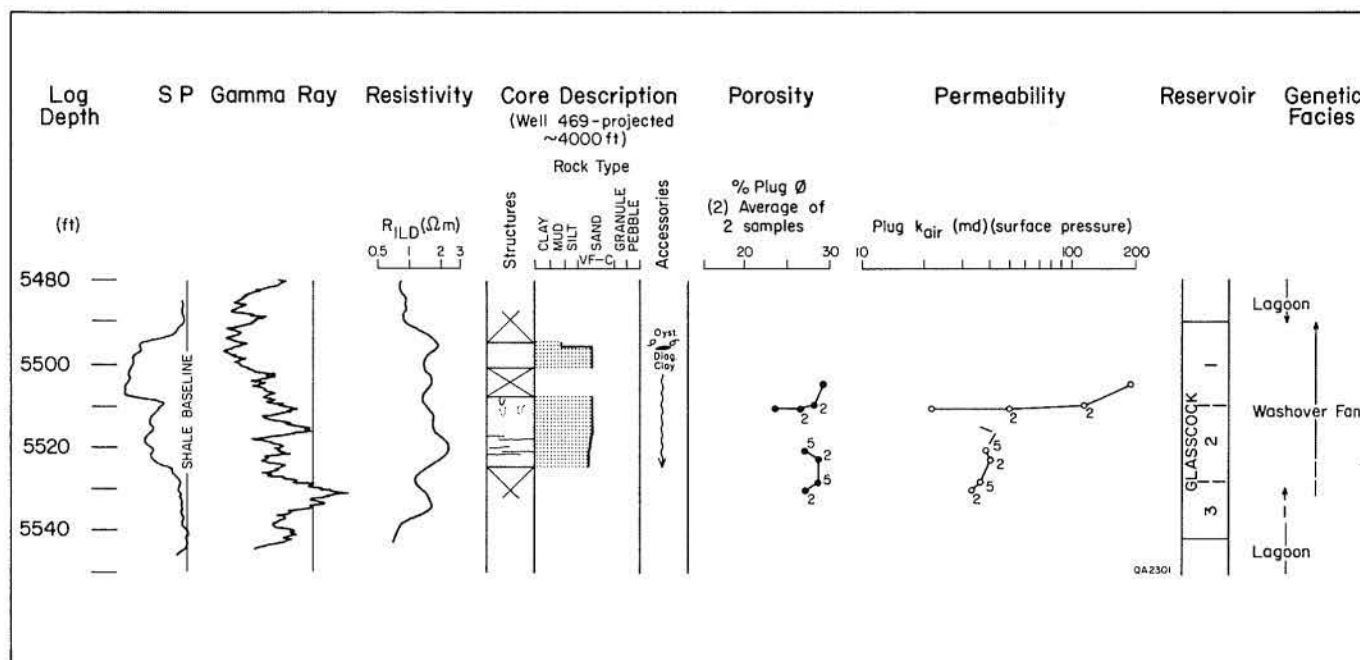 Log Depth
S P
Gamma Ray
Resistivity
Core Description
(Well 469-projected ~4000 ft)
Porosity
Permeability
Reservoir
Genetic Facies
Rock Type
(ft)
R ILD (Ωm)
0.5 1 2 3
Structures
CLAY
MUD
SILT
SAND
VF-C
GRANULE
PEBBLE
Accessories
% Plug Ø
(2) Average of 2 samples
20 30
Plug k air (md) (surface pressure)
10 100 200
5480
5500
5520
5540
SHALE BASELINE
Oyst.
Diag. Clay
2
2
5
2
5
2
2
2
5
2
5
2
GLASSCOCK
1
2
3
Lagoon
Washover Fan
Lagoon
QA2301